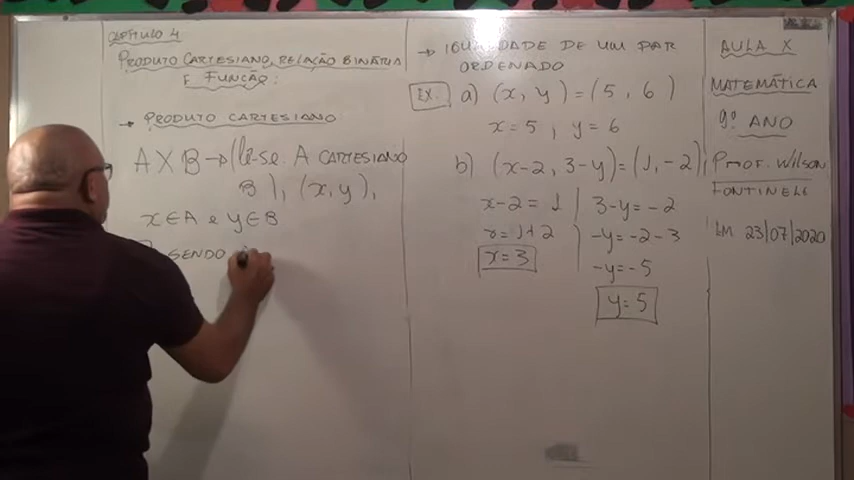 CAPÍTULO 4
PRODUTO CARTESIANO, RELAÇÃO BINÁRIA
E FUNÇÃO:
→ PRODUTO CARTESIANO
A X B → (lê-se: A CARTESIANO
B), (x, y),
x ∈ A e y ∈ B
SENDO
→ IGUALDADE DE UM PAR
ORDENADO
EX. a) (x, y) = (5, 6)
x = 5, y = 6
b) (x-2, 3-y) = (1, -2);
x-2 = 1 3-y = -2
x = 1+2 -y = -2-3
x = 3 -y = -5
y = 5
AULA X
MATEMÁTICA
9º ANO
PROF. WILSON
FONTINELE
EM 23/07/2020